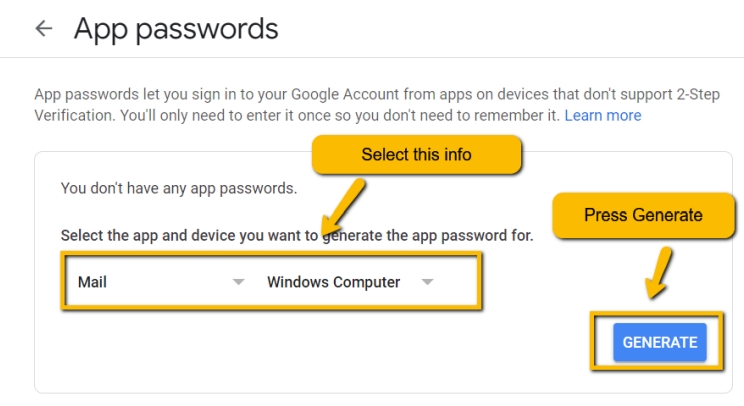 App passwords
App passwords let you sign in to your Google Account from apps on devices that don't support 2-Step
Verification. You'll only need to enter it once so you don't need to remember it. Learn more
Select this info
You don't have any app passwords.
Press Generate
Select the app and device you want to generate the app password for.
Mail Windows Computer
GENERATE